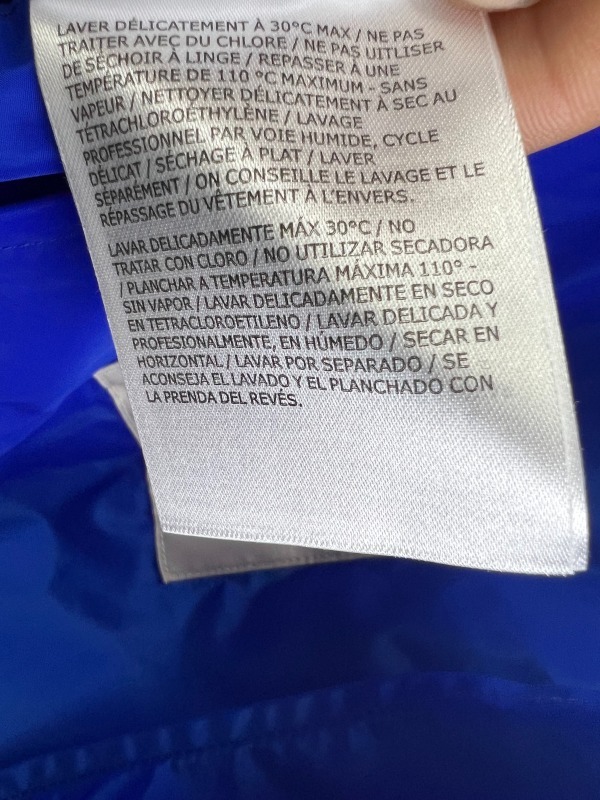 LAVER DÉLICATEMENT À 30°C MAX / NE PAS
TRAITER AVEC DU CHLORE / NE PAS UITLISER
DE SÉCHOIR À LINGE / REPASSER À UNE
TEMPÉRATURE DE 110 °C MAXIMUM - SANS
VAPEUR / NETTOYER DÉLICATEMENT À SEC AU
TÉTRACHLOROÉTHYLÈNE / LAVAGE
PROFESSIONNEL PAR VOIE HUMIDE, CYCLE
DÉLICAT / SÉCHAGE À PLAT / LAVER
SÉPARÉMENT / ON CONSEILLE LE LAVAGE ET LE
RÉPASSAGE DU VÊTEMENT À L'ENVERS.
LAVAR DELICADAMENTE MÁX 30°C / NO
TRATAR CON CLORO / NO UTILIZAR SECADORA
/ PLANCHAR A TEMPERATURA MÁXIMA 110° -
SIN VAPOR / LAVAR DELICADAMENTE EN SECO
EN TETRACLOROETILENO / LAVAR DELICADA Y
PROFESIONALMENTE, EN HÚMEDO / SECAR EN
HORIZONTAL / LAVAR POR SEPARADO / SE
ACONSEJA EL LAVADO Y EL PLANCHADO CON
LA PRENDA DEL REVÉS.